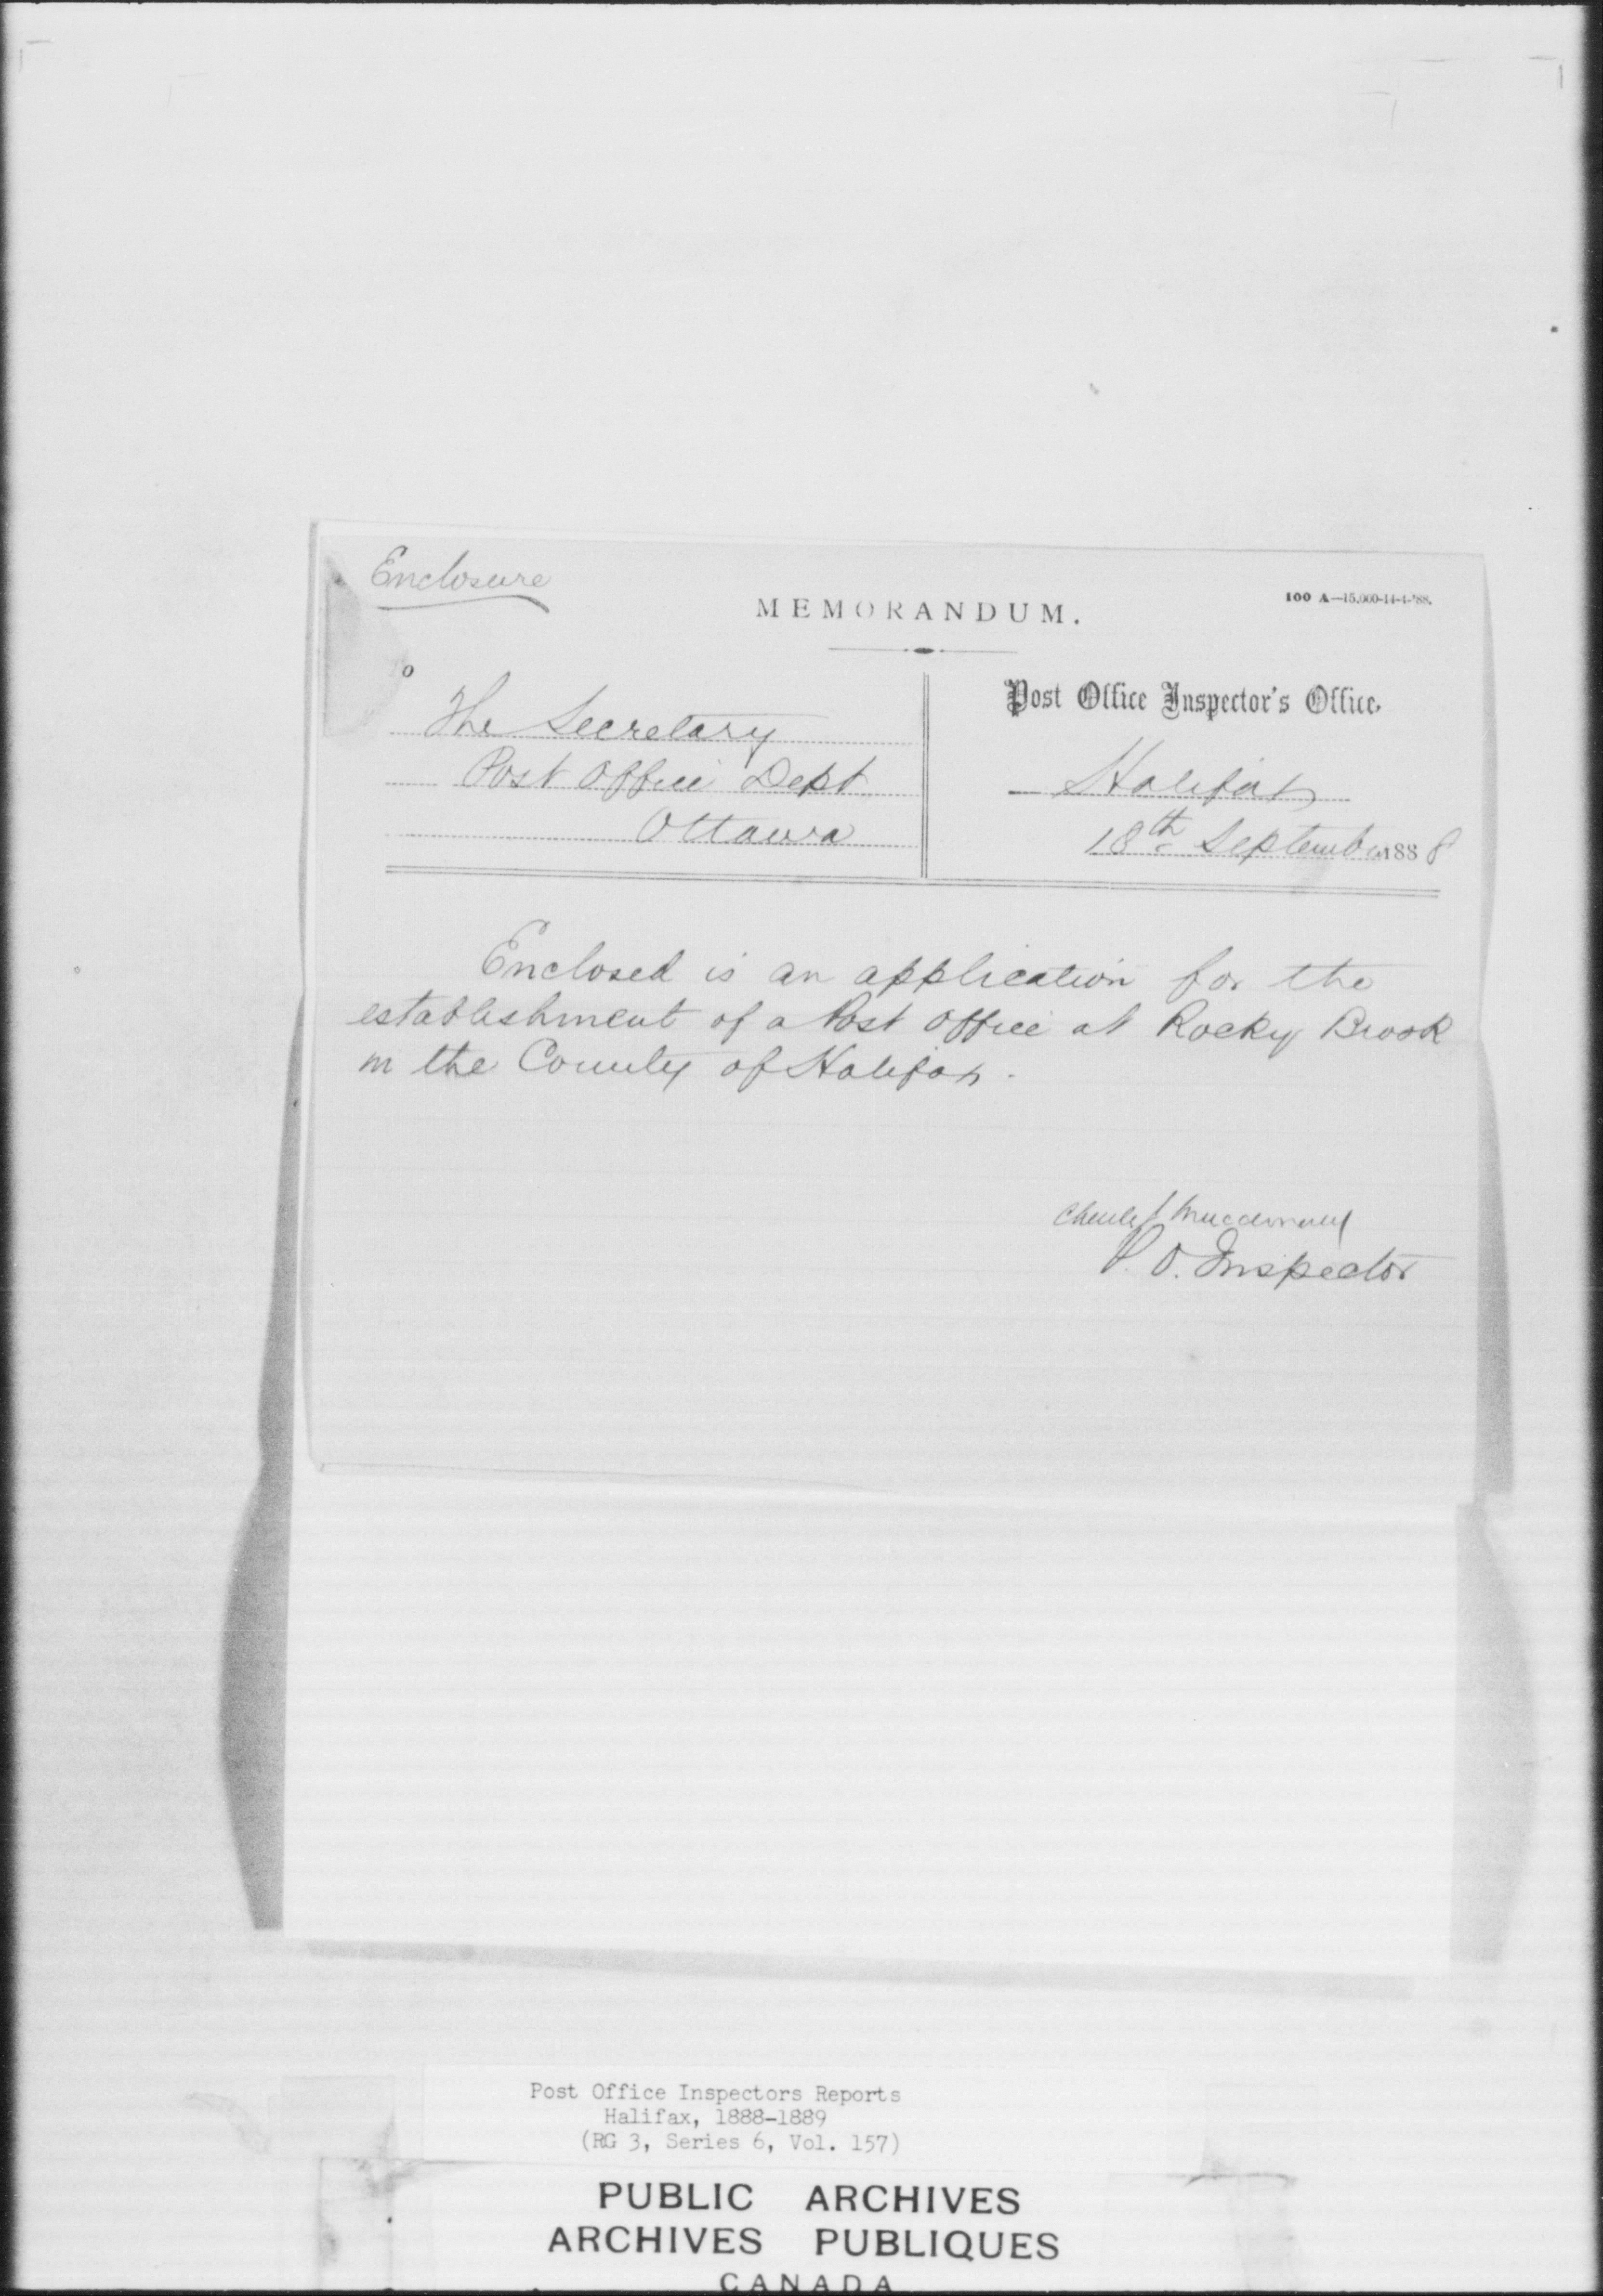 Enclosure
MEMORANDUM.
100 A—15,000-14-4-'88.
o
The Secretary
Post Office Dept
Ottawa
Post Office Inspector's Office,
Halifax
18th September 1888
Enclosed is an application for the
establishment of a Post Office at Rocky Brook
in the County of Halifax.
Charles J Macdonald
P. O. Inspector
Post Office Inspectors Reports
Halifax, 1888-1889
(RG 3, Series 6, Vol. 157)
PUBLIC ARCHIVES
ARCHIVES PUBLIQUES
CANADA